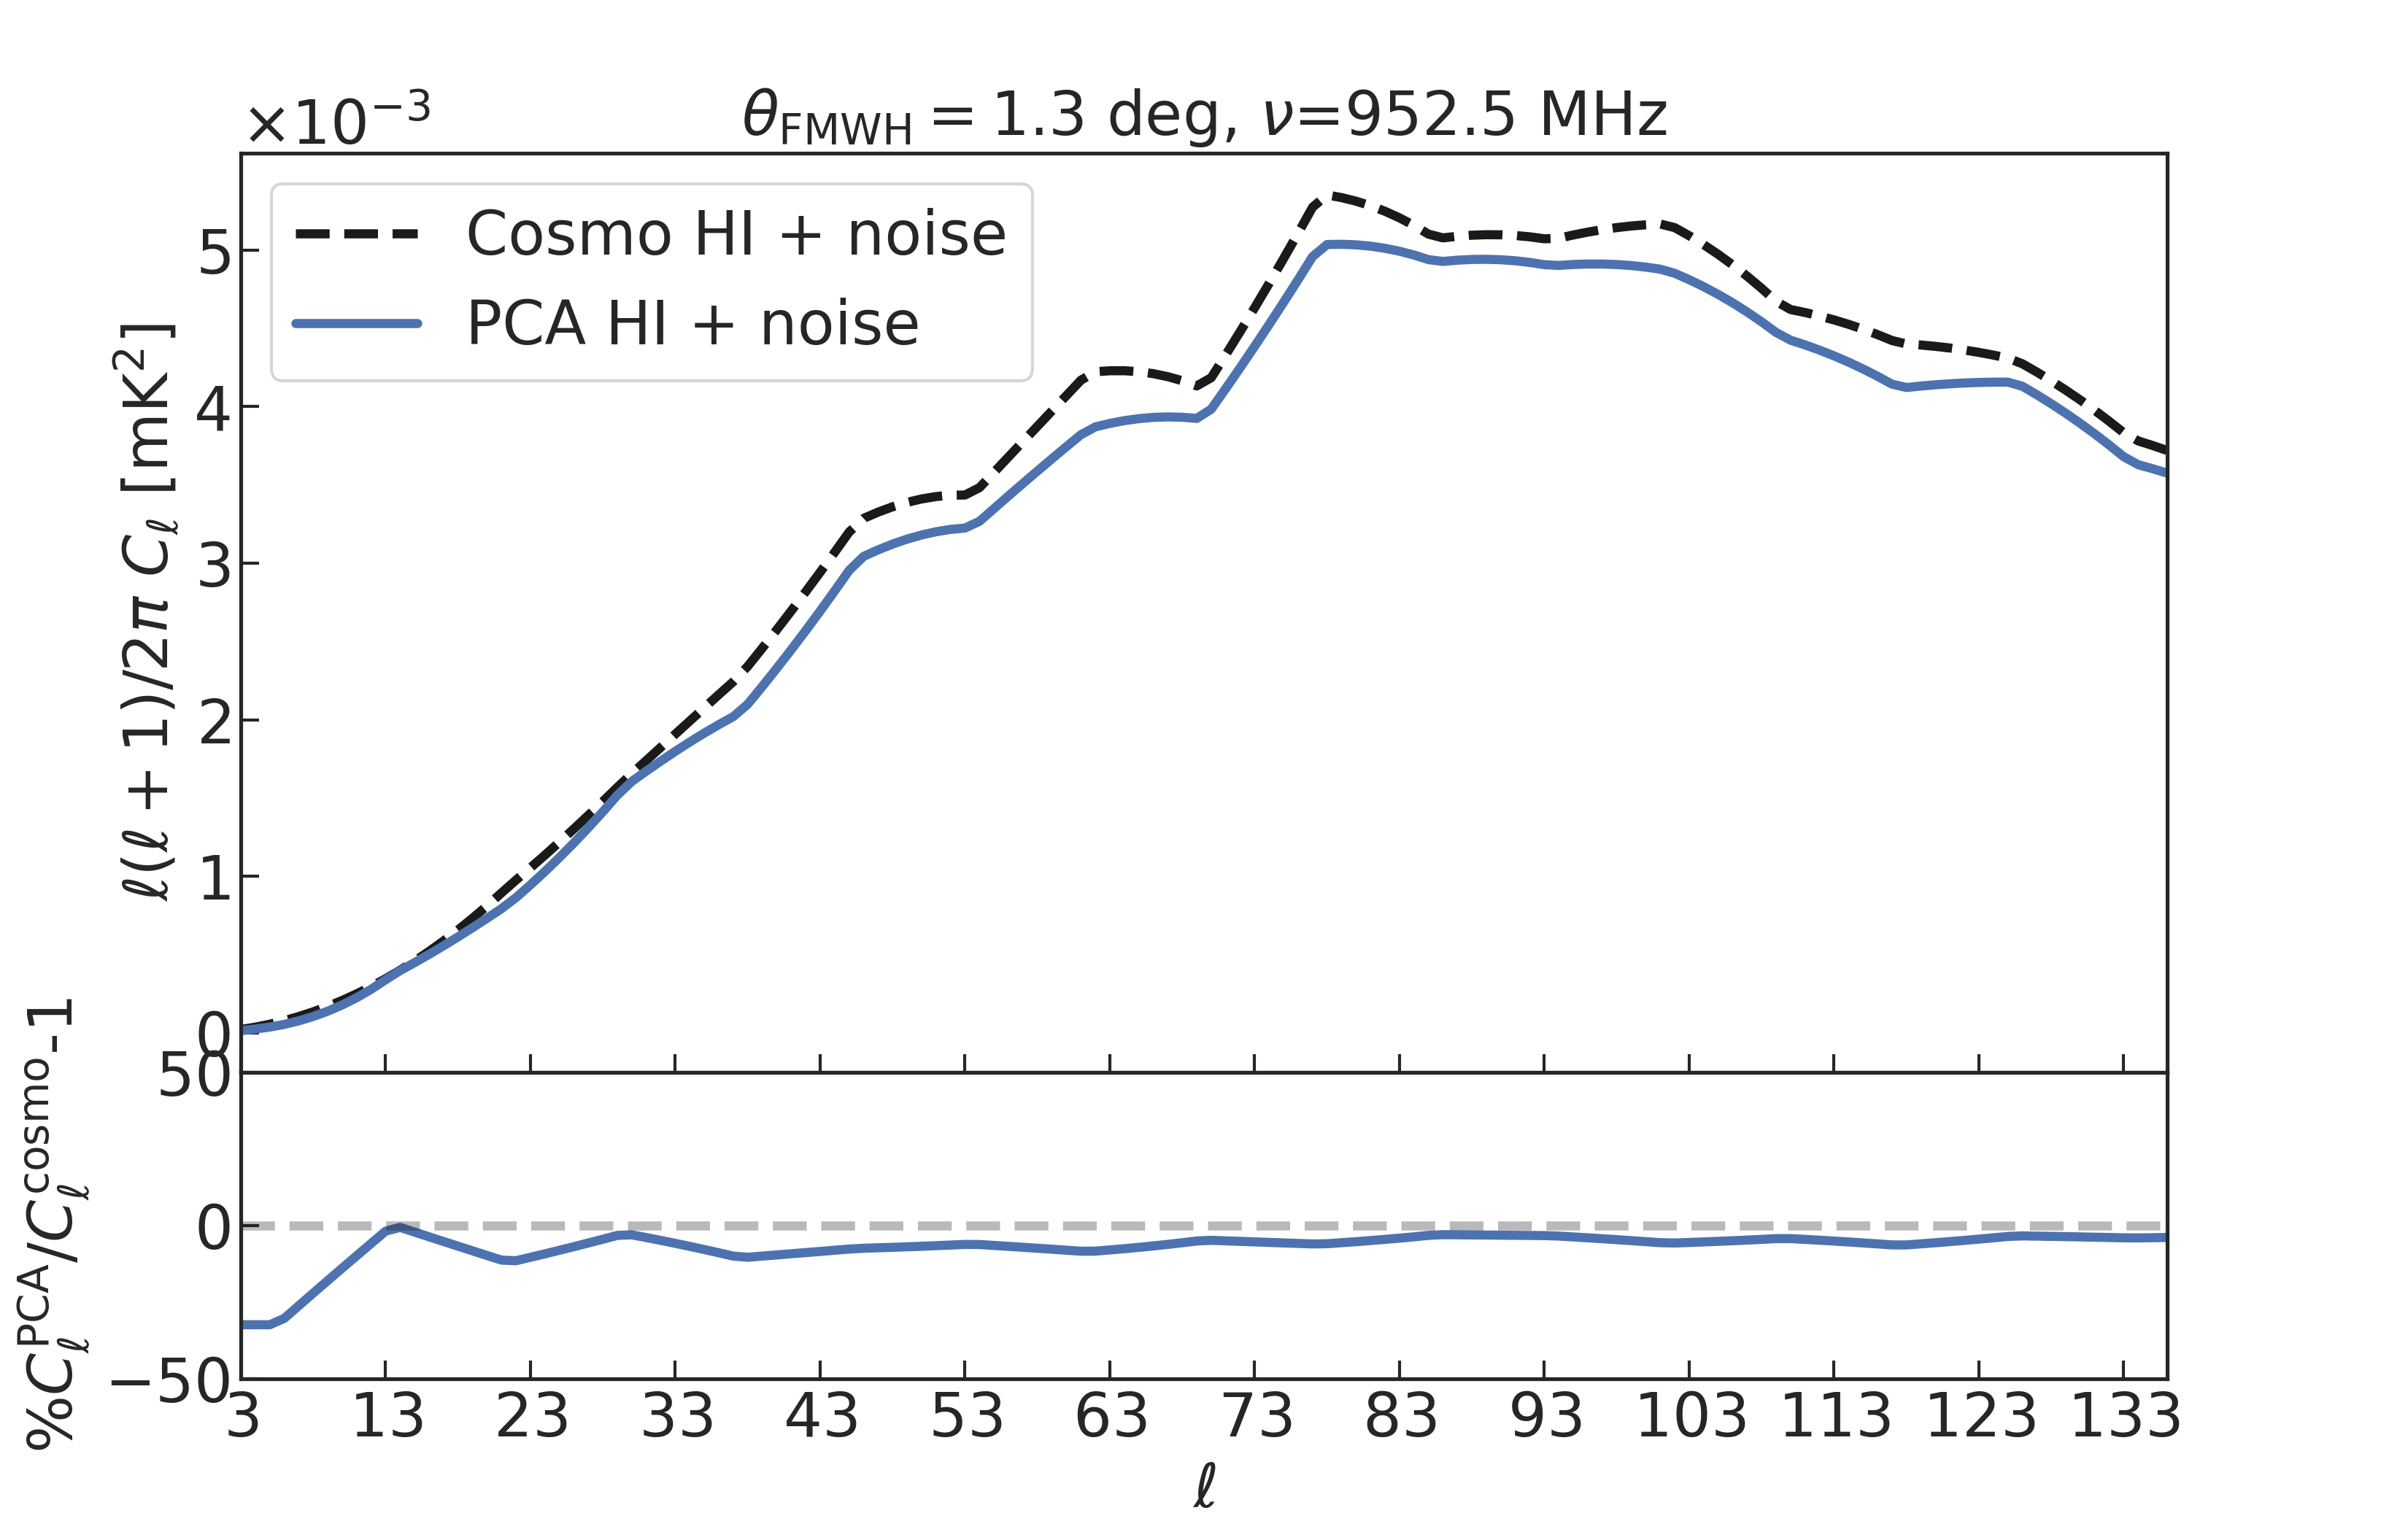 ×10⁻³
θ_FMWH = 1.3 deg, ν=952.5 MHz
Cosmo HI + noise
PCA HI + noise
ℓ(ℓ + 1)/2π C_ℓ [mK²]
5
4
3
2
1
0
%C_ℓ^PCA/C_ℓ^cosmo-1
50
0
−50
3 13 23 33 43 53 63 73 83 93 103 113 123 133
ℓ